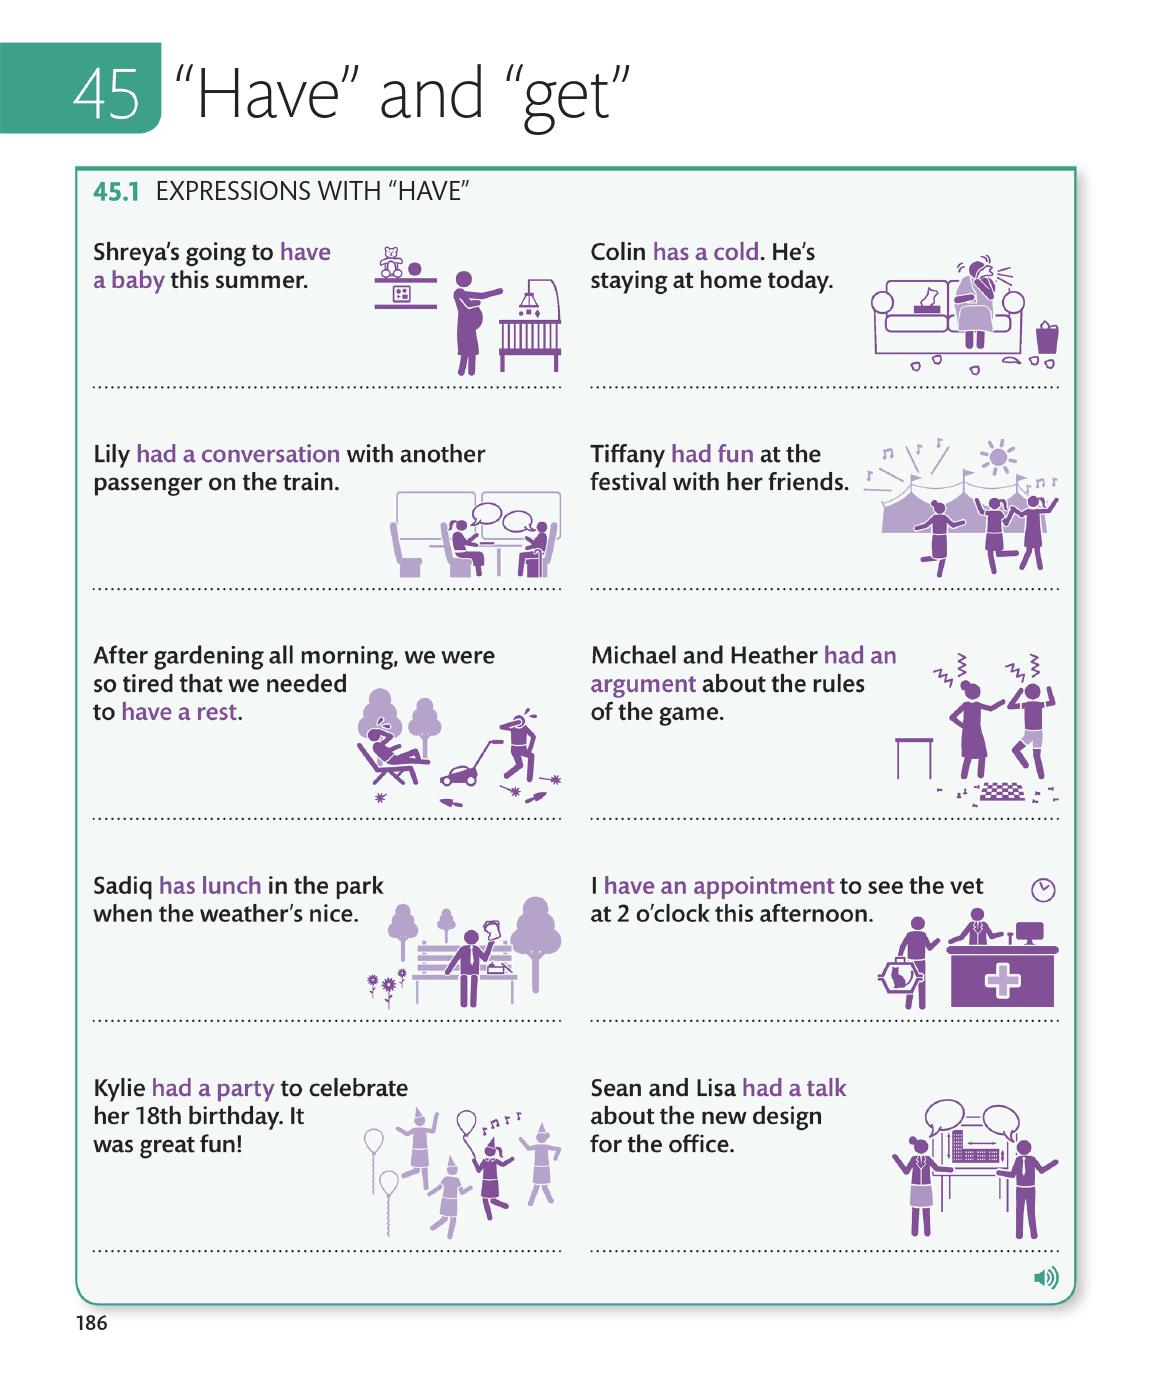 45 “Have” and “get”
45.1 EXPRESSIONS WITH “HAVE”
Shreya’s going to have
a baby this summer.
Colin has a cold. He’s
staying at home today.
Lily had a conversation with another
passenger on the train.
Tiffany had fun at the
festival with her friends.
After gardening all morning, we were
so tired that we needed
to have a rest.
Michael and Heather had an
argument about the rules
of the game.
Sadiq has lunch in the park
when the weather’s nice.
I have an appointment to see the vet
at 2 o’clock this afternoon.
Kylie had a party to celebrate
her 18th birthday. It
was great fun!
Sean and Lisa had a talk
about the new design
for the office.
186